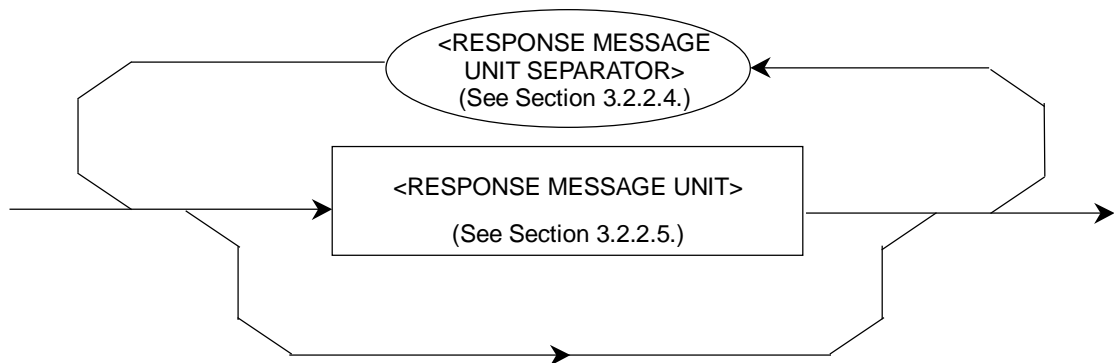 <RESPONSE MESSAGE
UNIT SEPARATOR>
(See Section 3.2.2.4.)
<RESPONSE MESSAGE UNIT>
(See Section 3.2.2.5.)